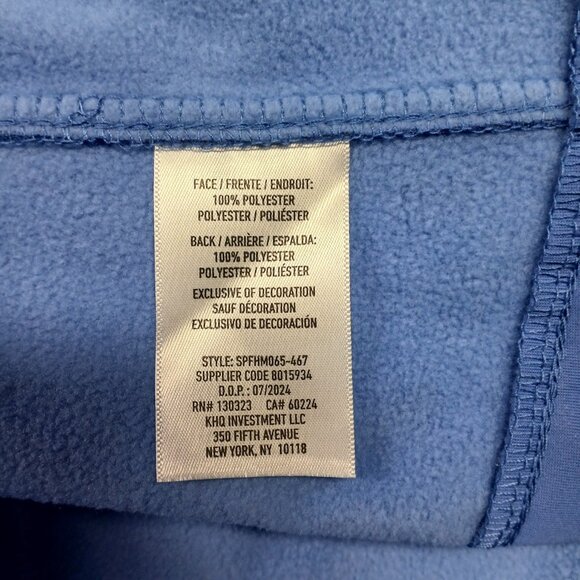 FACE / FRENTE / ENDROIT:
100% POLYESTER
POLYESTER / POLIÉSTER
BACK / ARRIÈRE / ESPALDA:
100% POLYESTER
POLYESTER / POLIÉSTER
EXCLUSIVE OF DECORATION
SAUF DÉCORATION
EXCLUSIVO DE DECORACIÓN
STYLE: SPFHM065-467
SUPPLIER CODE 8015934
D.O.P. : 07/2024
RN# 130323 CA# 60224
KHQ INVESTMENT LLC
350 FIFTH AVENUE
NEW YORK, NY 10118